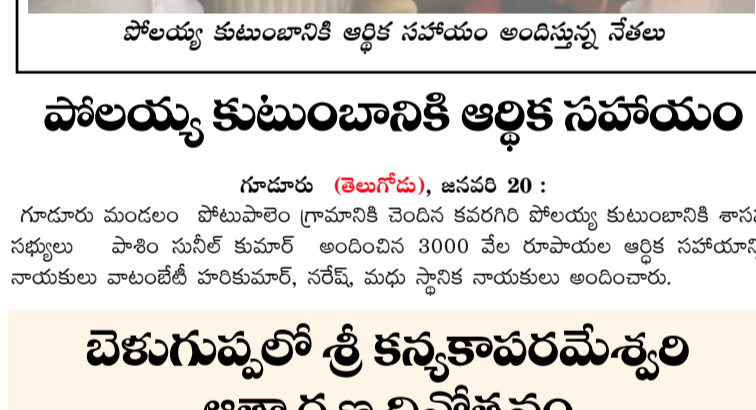 పోలయ్య కుటుంబానికి ఆర్థిక సహాయం అందిస్తున్న నేతలు
పోలయ్య కుటుంబానికి ఆర్థిక సహాయం
గూడూరు (తెలుగోడు), జనవరి 20 :
గూడూరు మండలం పోటుపాలెం గ్రామానికి చెందిన కవరగిరి పోలయ్య కుటుంబానికి
సభ్యులు పాశిం సునీల్ కుమార్ అందించిన 3000 వేల రూపాయల ఆర్ధిక
నాయకులు వాటంబేటీ హరికుమార్, నరేష్, మధు స్థానిక నాయకులు అందించారు.
బెళుగుప్పలో శ్రీ కన్యకాపరమేశ్వరి